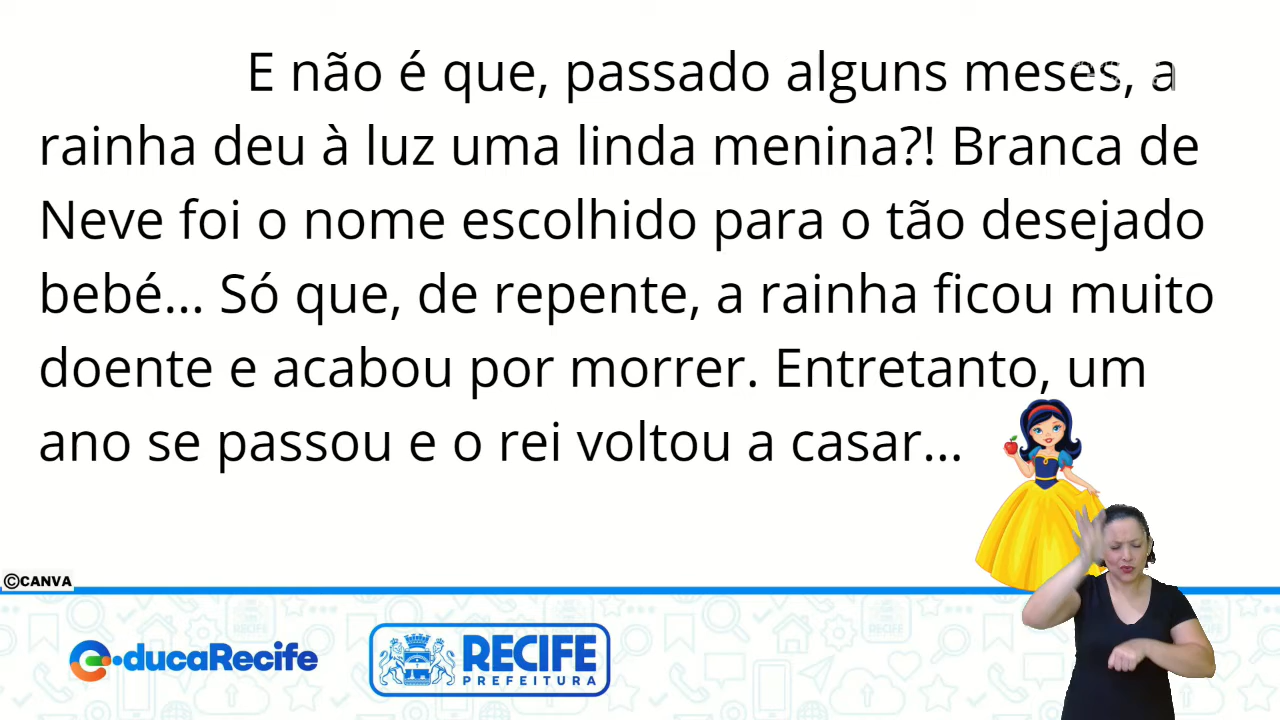 E não é que, passado alguns meses, a
rainha deu à luz uma linda menina?! Branca de
Neve foi o nome escolhido para o tão desejado
bebé... Só que, de repente, a rainha ficou muito
doente e acabou por morrer. Entretanto, um
ano se passou e o rei voltou a casar...
©CANVA
EducaRecife
RECIFE
PREFEITURA